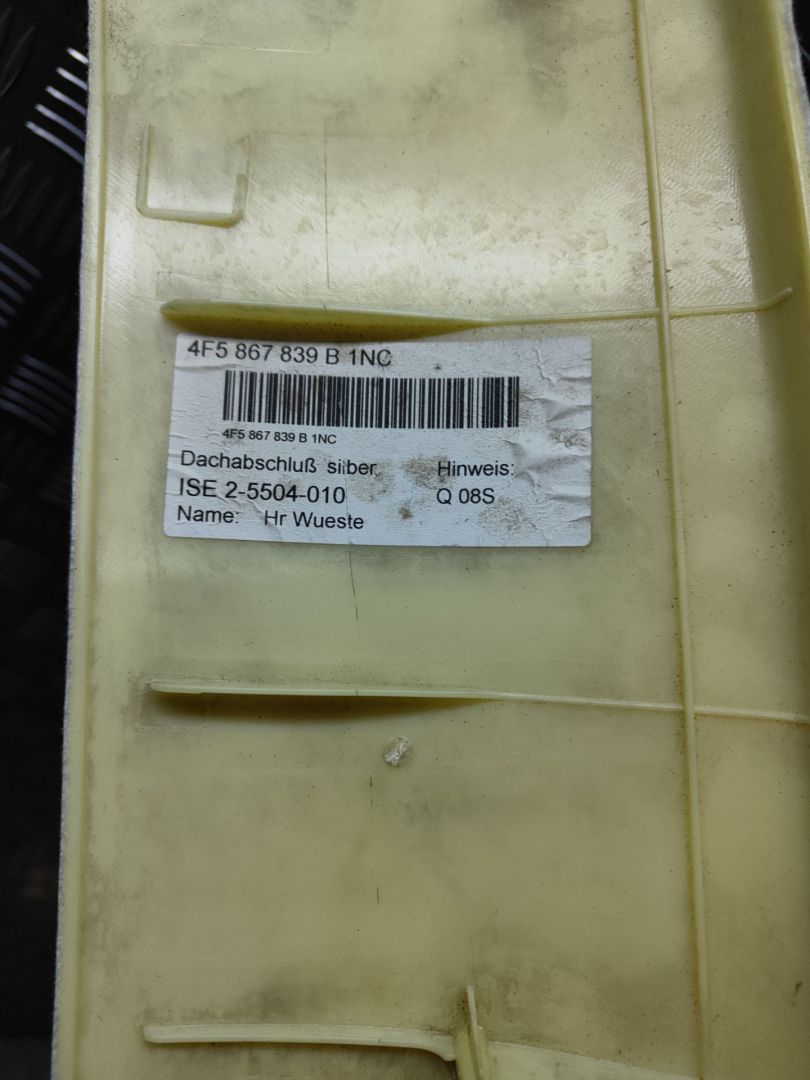 4F5 867 839 B 1NC
4F5 867 839 B 1NC
Dachabschluß silber Hinweis:
ISE 2-5504-010 Q 08S
Name: Hr Wueste